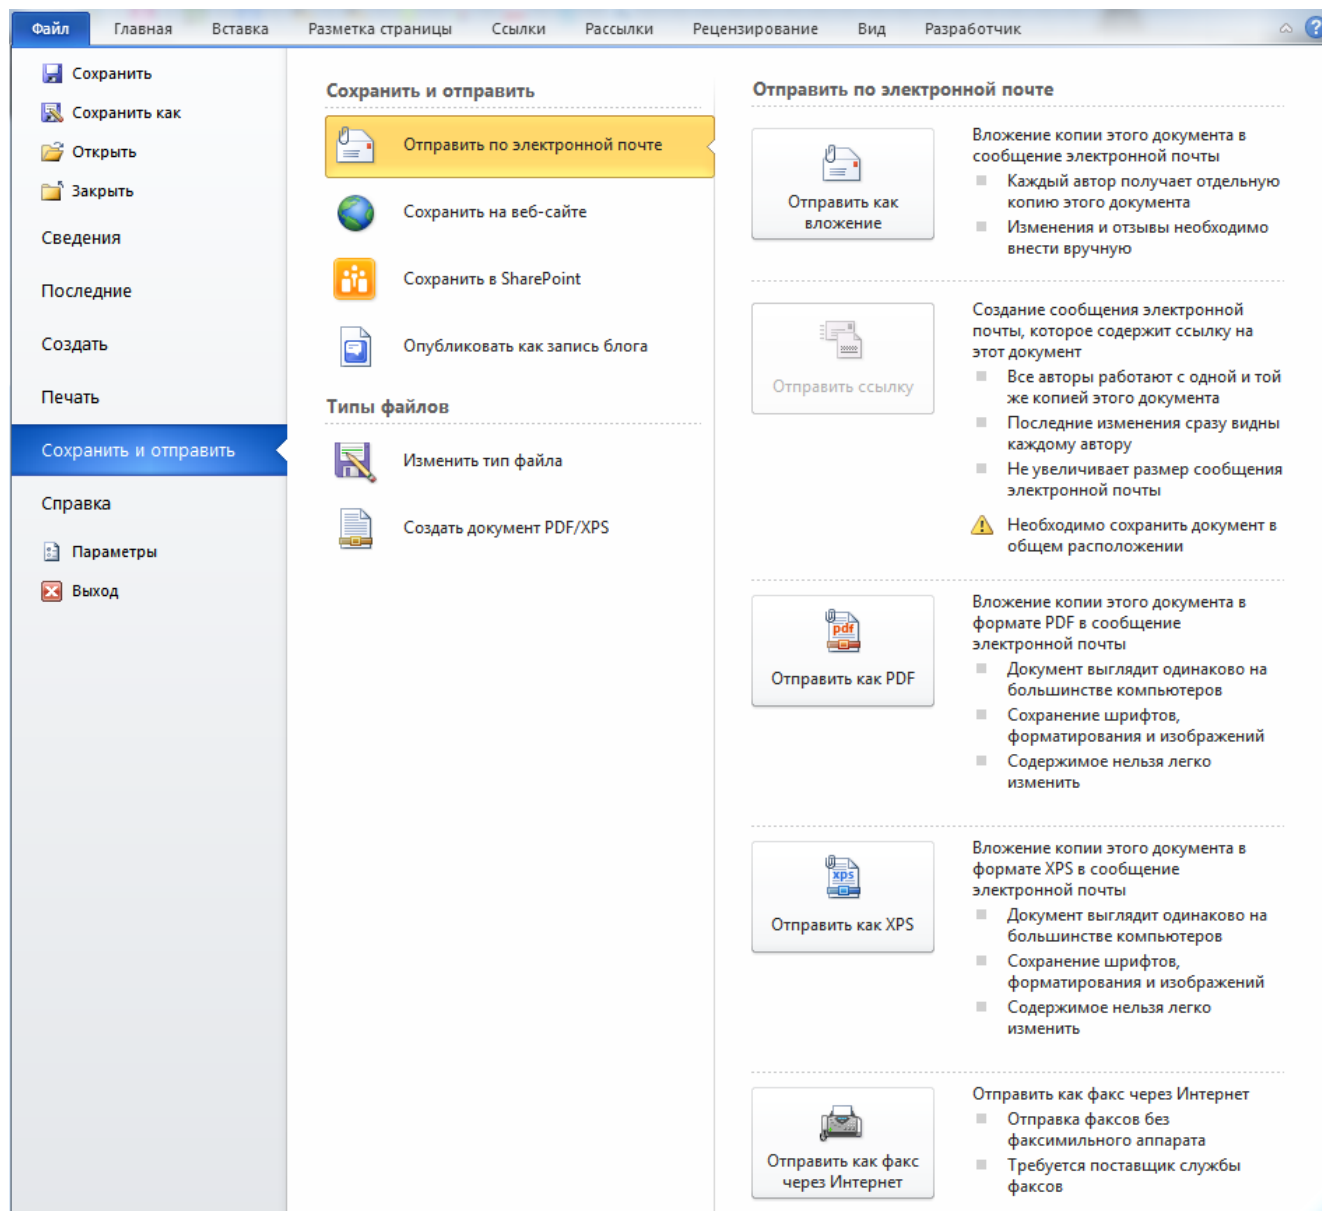 Файл Главная Вставка Разметка страницы Ссылки Рассылки Рецензирование Вид Разработчик
Сохранить
Сохранить как
Открыть
Закрыть
Сведения
Последние
Создать
Печать
Сохранить и отправить
Справка
Параметры
Выход
Сохранить и отправить
Отправить по электронной почте
Сохранить на веб-сайте
Сохранить в SharePoint
Опубликовать как запись блога
Типы файлов
Изменить тип файла
Создать документ PDF/XPS
Отправить по электронной почте
Отправить как
вложение
Вложение копии этого документа в
сообщение электронной почты
Каждый автор получает отдельную
копию этого документа
Изменения и отзывы необходимо
внести вручную
Отправить ссылку
Создание сообщения электронной
почты, которое содержит ссылку на
этот документ
Все авторы работают с одной и той
же копией этого документа
Последние изменения сразу видны
каждому автору
Не увеличивает размер сообщения
электронной почты
Необходимо сохранить документ в
общем расположении
pdf
Отправить как PDF
Вложение копии этого документа в
формате PDF в сообщение
электронной почты
Документ выглядит одинаково на
большинстве компьютеров
Сохранение шрифтов,
форматирования и изображений
Содержимое нельзя легко
изменить
xps
Отправить как XPS
Вложение копии этого документа в
формате XPS в сообщение
электронной почты
Документ выглядит одинаково на
большинстве компьютеров
Сохранение шрифтов,
форматирования и изображений
Содержимое нельзя легко
изменить
Отправить как факс
через Интернет
Отправить как факс через Интернет
Отправка факсов без
факсимильного аппарата
Требуется поставщик службы
факсов